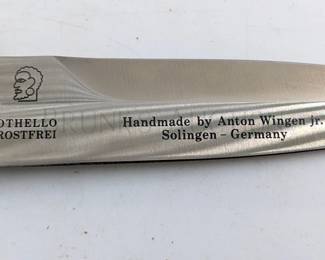 OTHELLO
ROSTFREI
Handmade by Anton Wingen jr.
Solingen - Germany